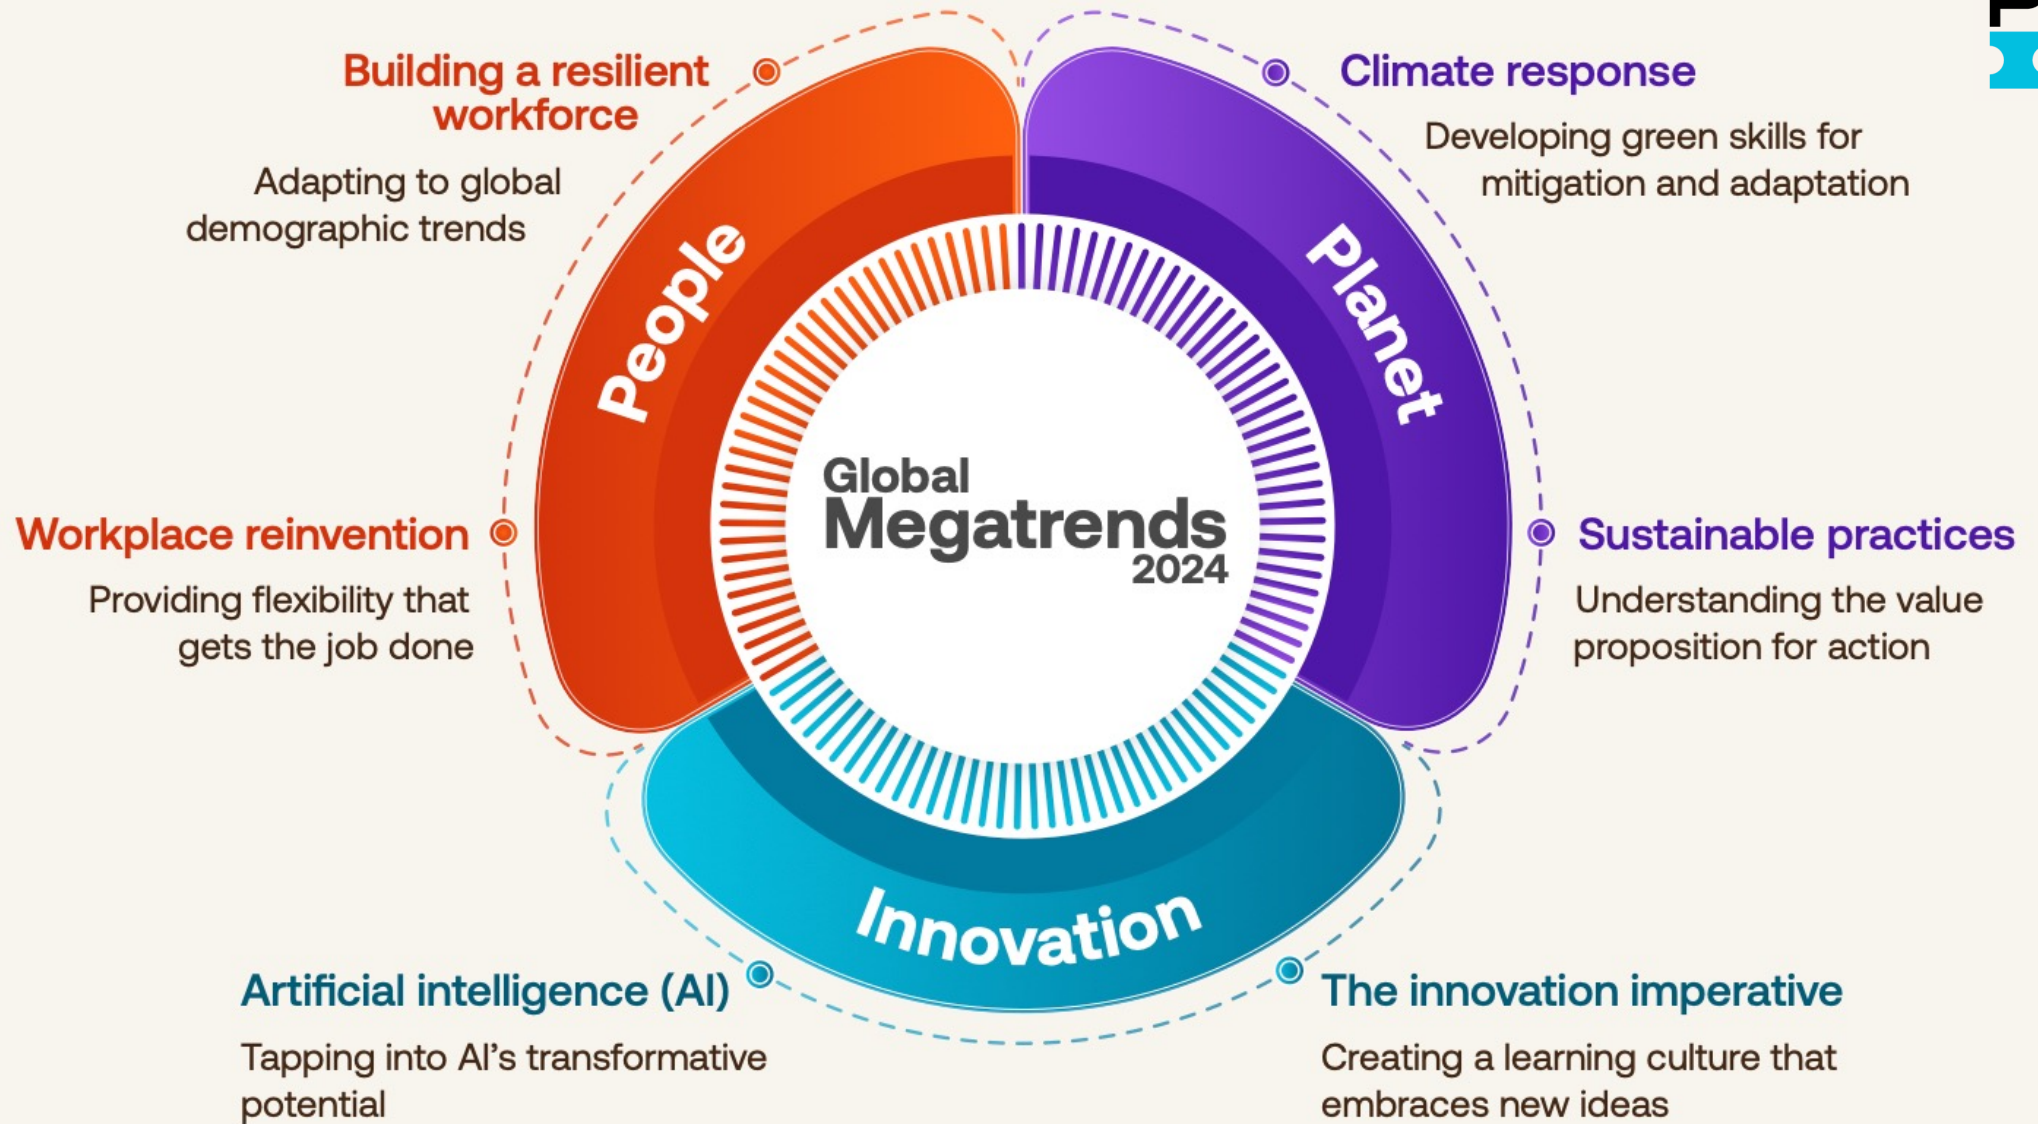 Building a resilient
workforce
Adapting to global
demographic trends
Climate response
Developing green skills for
mitigation and adaptation
People
Planet
Global
Megatrends
2024
Workplace reinvention
Providing flexibility that
gets the job done
Sustainable practices
Understanding the value
proposition for action
Innovation
Artificial intelligence (AI)
Tapping into AI’s transformative
potential
The innovation imperative
Creating a learning culture that
embraces new ideas